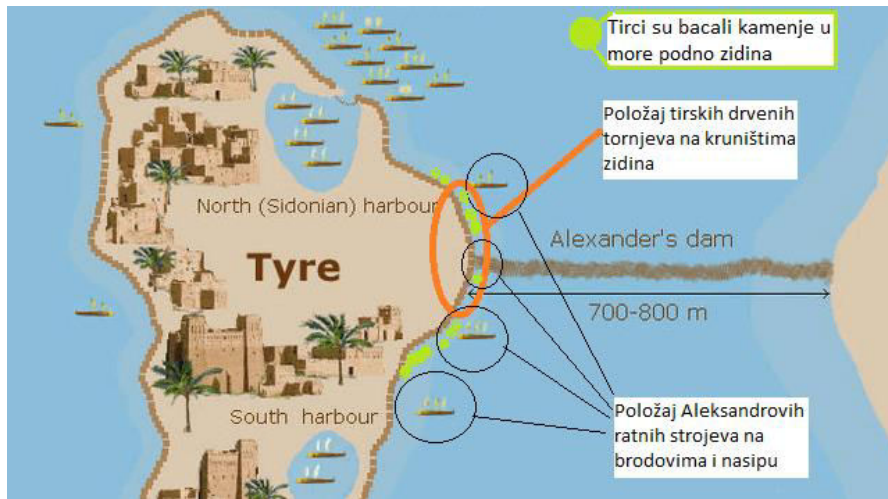 Tirci su bacali kamenje u
more podno zidina
Položaj tirskih drvenih
tornjeva na kruništima
zidina
North (Sidonian) harbour
Alexander's dam
Tyre
700-800 m
South harbour
Položaj Aleksandrovih
ratnih strojeva na
brodovima i nasipu